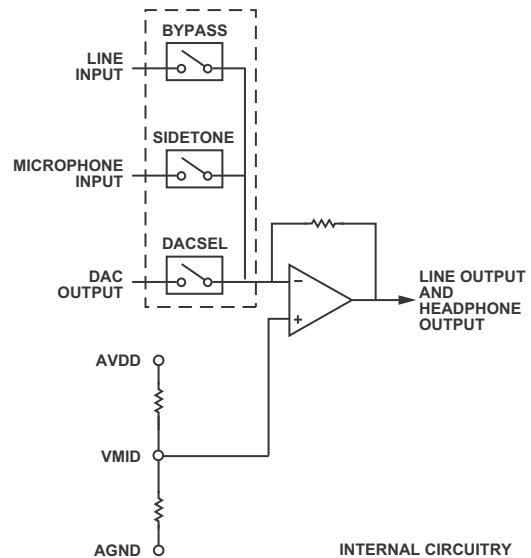 BYPASS
LINE
INPUT
SIDETONE
MICROPHONE
INPUT
DACSEL
DAC
OUTPUT
−
+
LINE OUTPUT
AND
HEADPHONE
OUTPUT
AVDD
VMID
AGND
INTERNAL CIRCUITRY